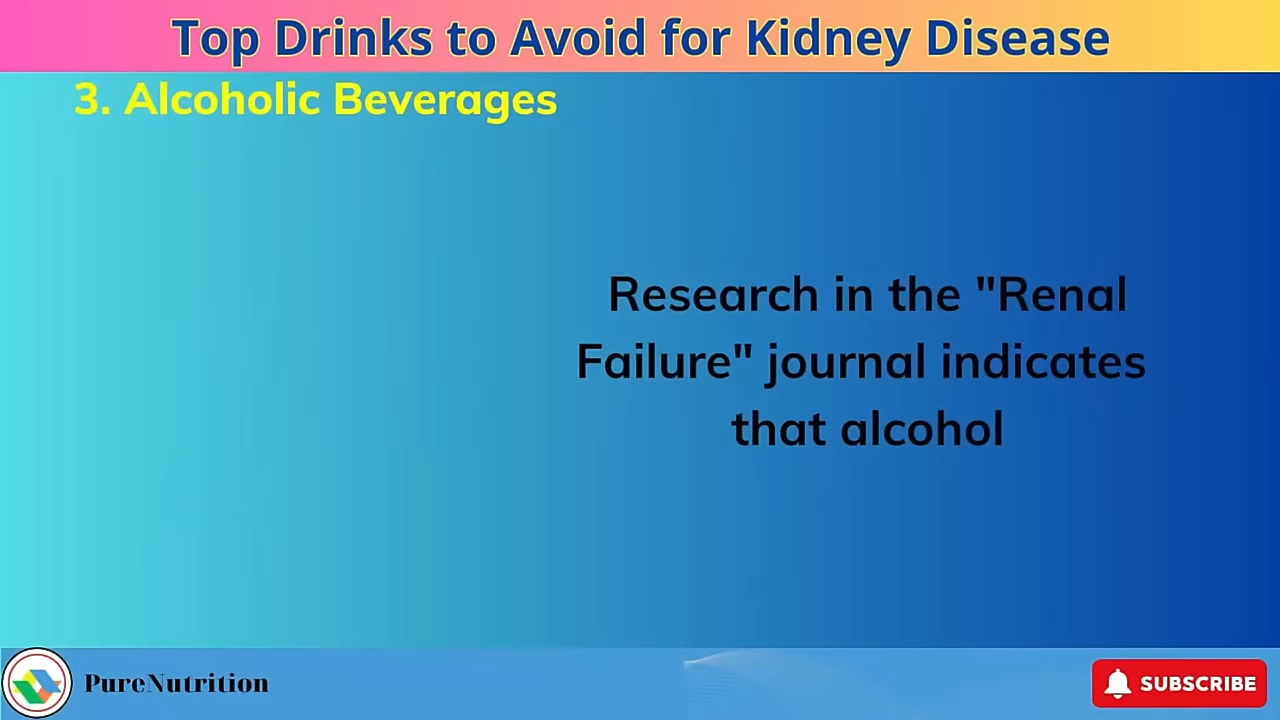 Top Drinks to Avoid for Kidney Disease
3. Alcoholic Beverages
Research in the "Renal
Failure" journal indicates
that alcohol
PureNutrition
SUBSCRIBE